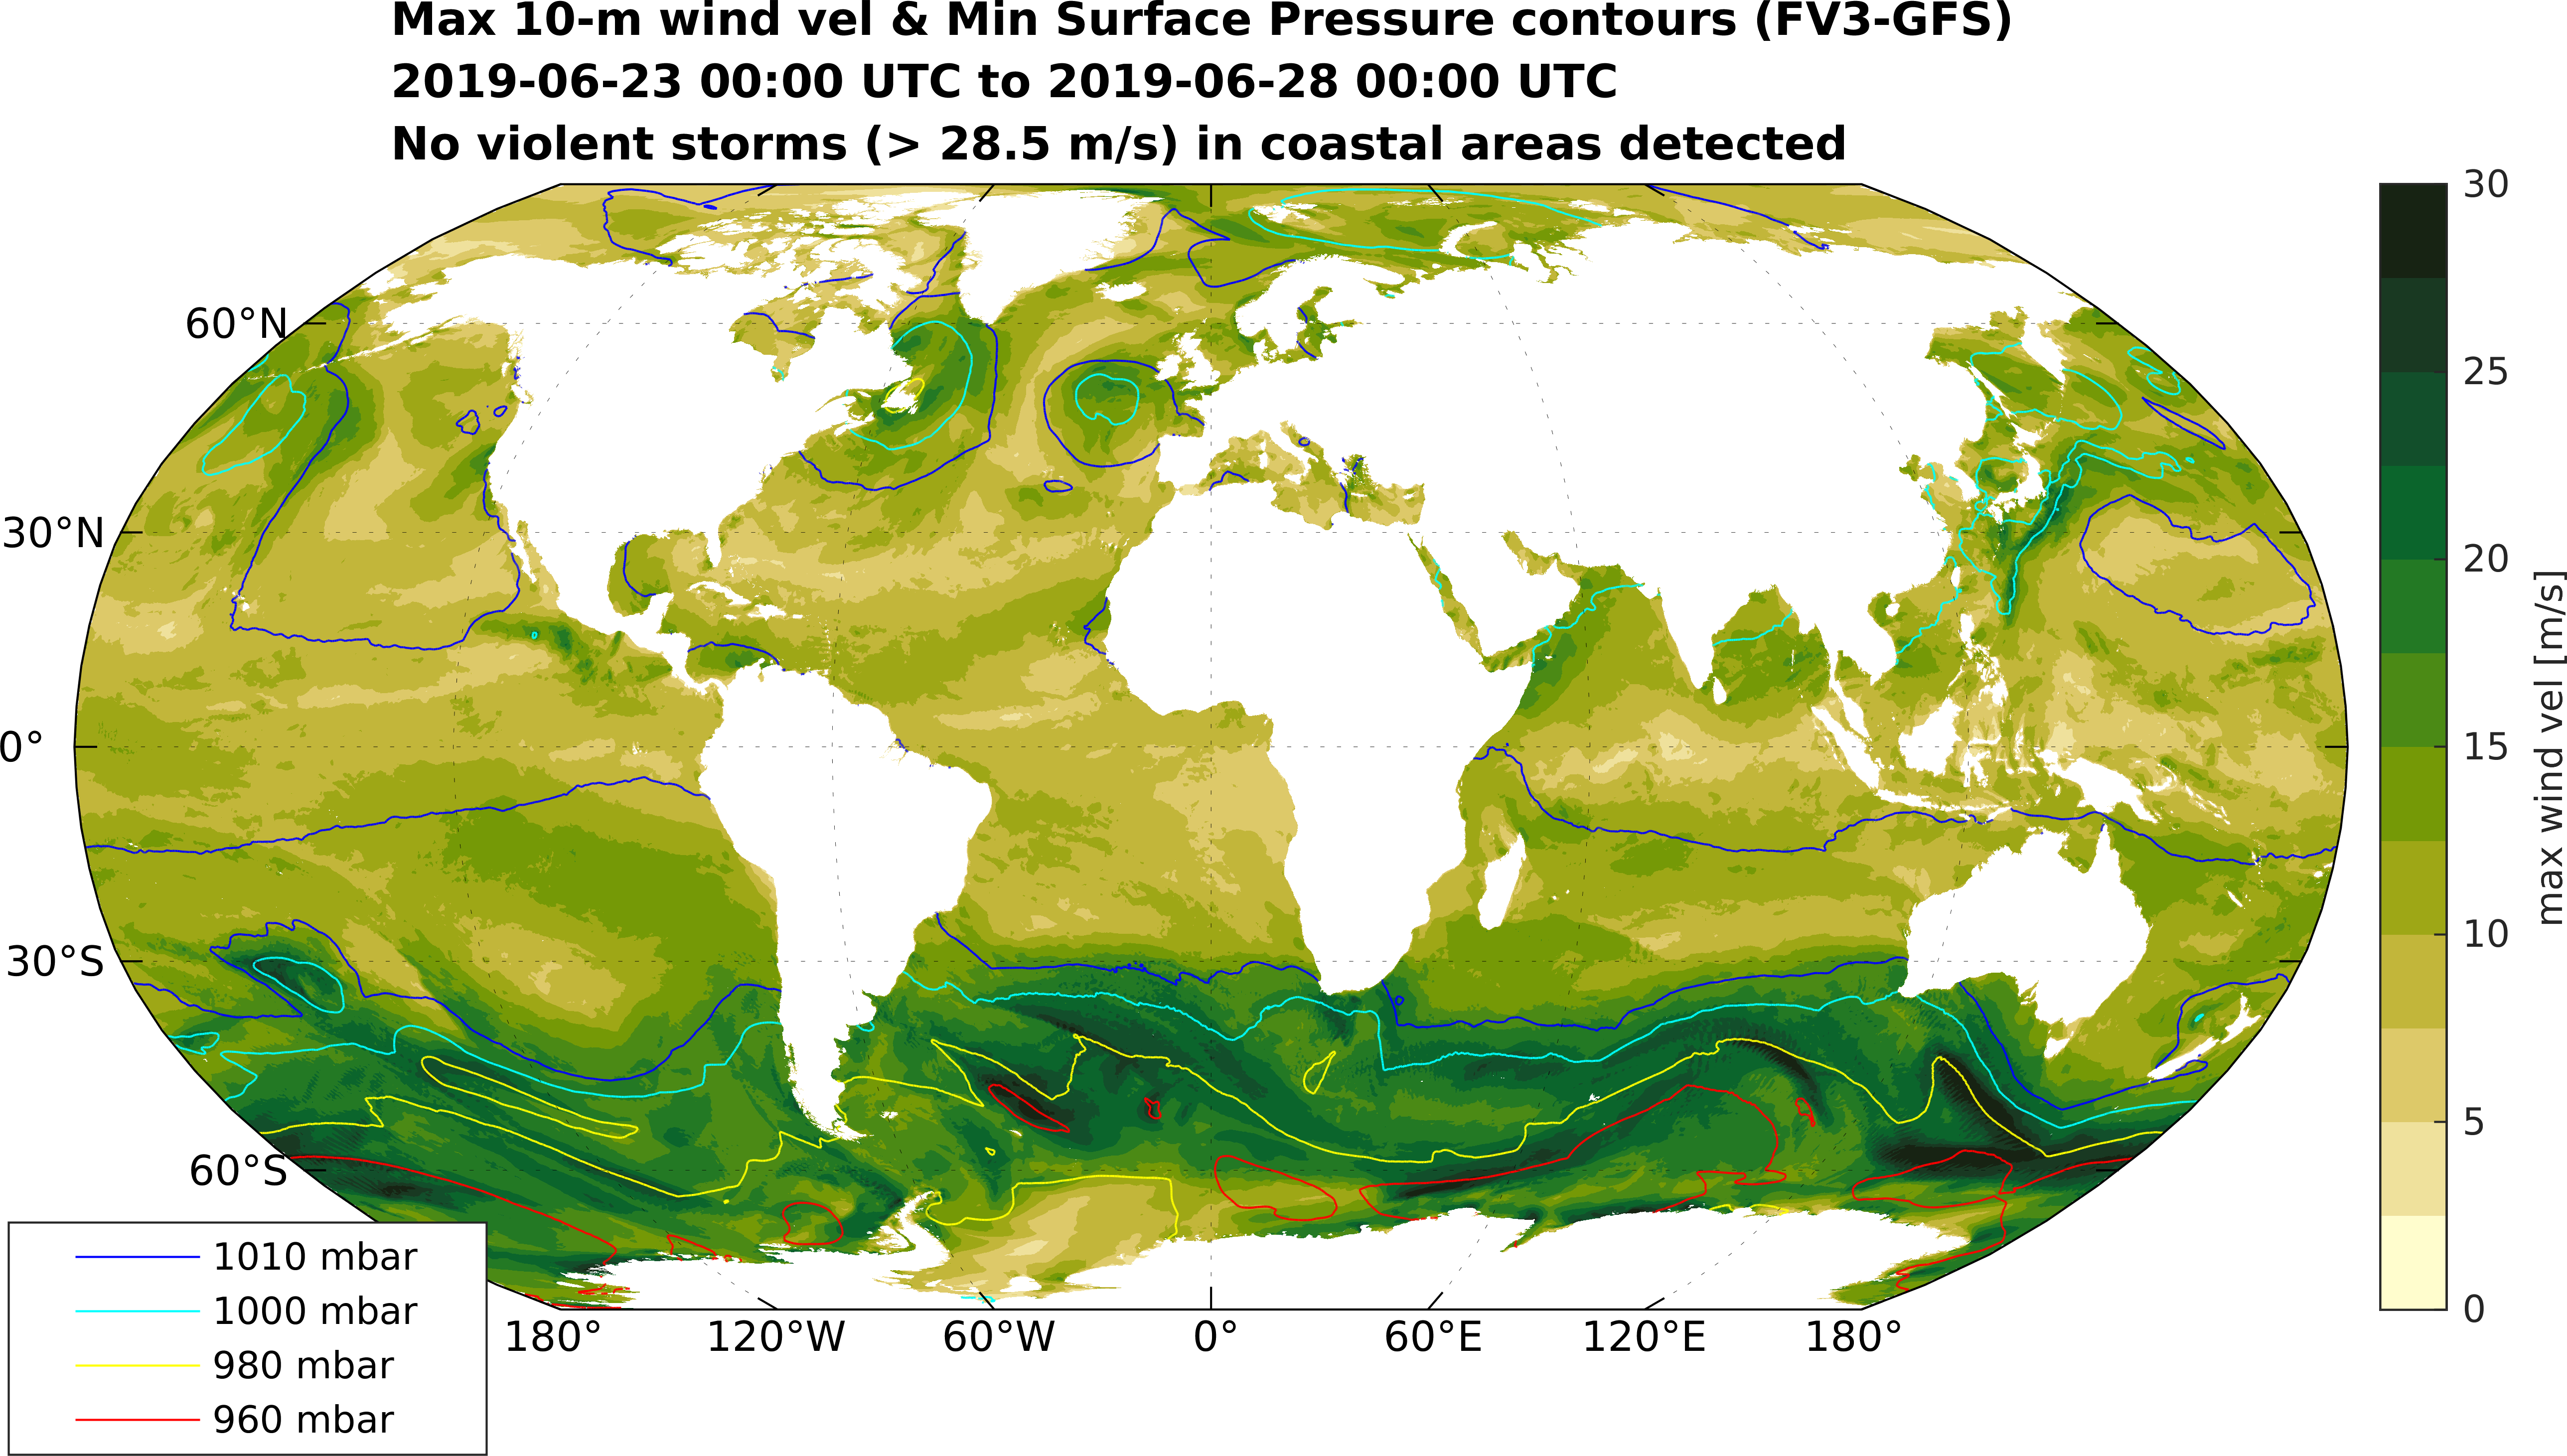 Max 10-m wind vel & Min Surface Pressure contours (FV3-GFS)
2019-06-23 00:00 UTC to 2019-06-28 00:00 UTC
No violent storms (> 28.5 m/s) in coastal areas detected
60°N
30°N
0°
30°S
60°S
180°
120°W
60°W
0°
60°E
120°E
180°
30
25
20
15
10
5
0
max wind vel [m/s]
1010 mbar
1000 mbar
980 mbar
960 mbar